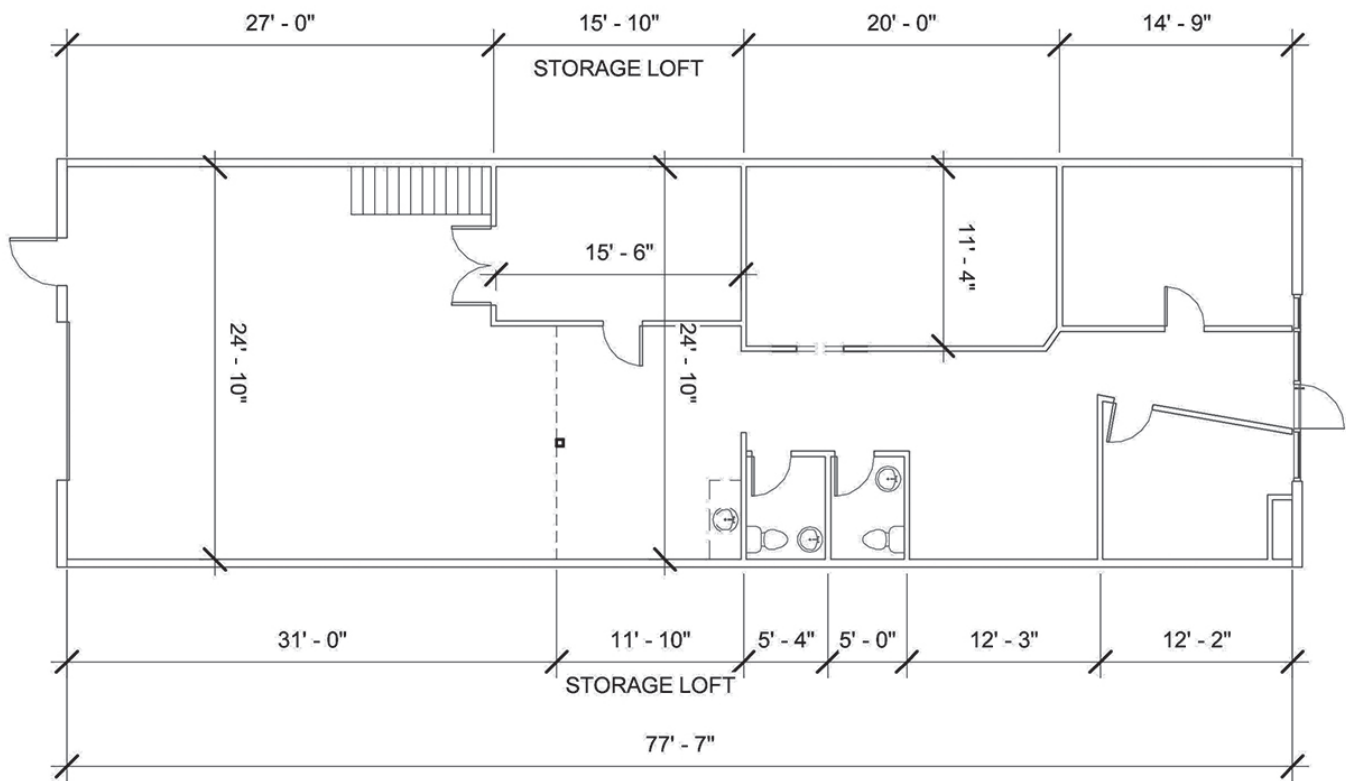 27' - 0"
15' - 10"
20' - 0"
14' - 9"
STORAGE LOFT
15' - 6"
11' - 4"
24' - 10"
24' - 10"
31' - 0"
11' - 10"
5' - 4"
5' - 0"
12' - 3"
12' - 2"
STORAGE LOFT
77' - 7"